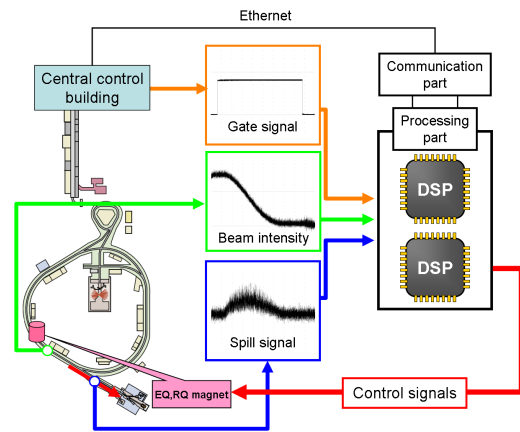 Ethernet
Central control
building
Communication
part
Gate signal
Processing
part
DSP
Beam intensity
DSP
Spill signal
EQ,RQ magnet
Control signals